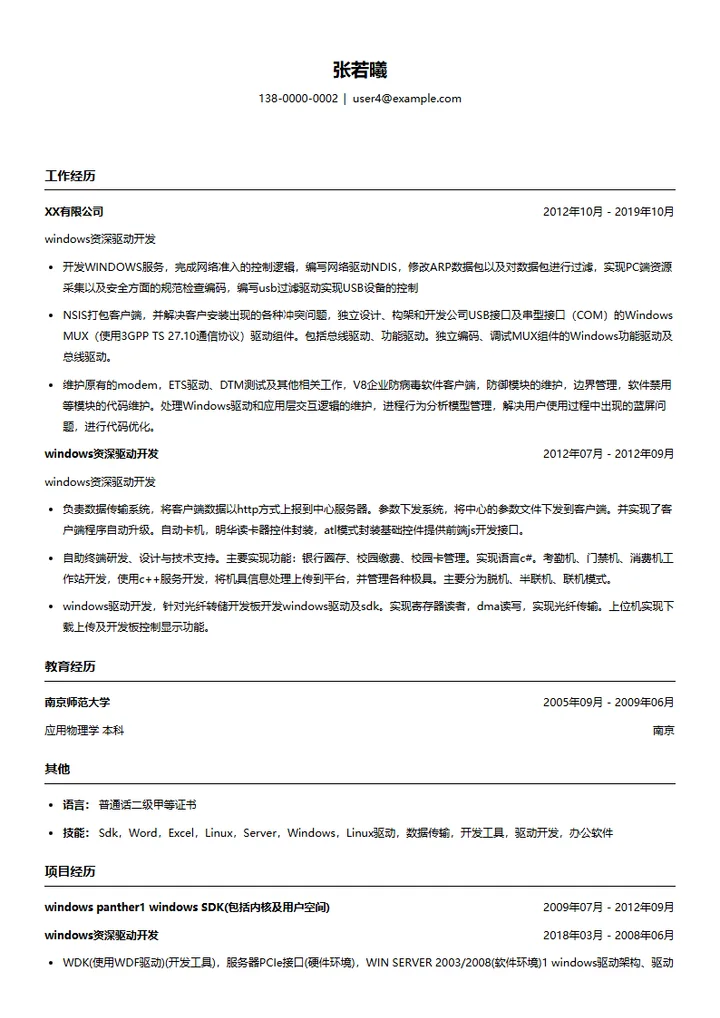 张若曦
138-0000-0002 | user4@example.com
工作经历
XX有限公司 2012年10月 - 2019年10月
windows资深驱动开发
• 开发WINDOWS服务，完成网络准入的控制逻辑，编写网络驱动NDIS，修改ARP数据包以及对数据包进行过滤，实现PC端资源
采集以及安全方面的规范检查编码，编写usb过滤驱动实现USB设备的控制
• NSIS打包客户端，并解决客户安装出现的各种冲突问题，独立设计、构架和开发公司USB接口及串型接口（COM）的Windows
MUX（使用3GPP TS 27.10通信协议）驱动组件。包括总线驱动、功能驱动。独立编码、调试MUX组件的Windows功能驱动及
总线驱动。
• 维护原有的modem，ETS驱动、DTM测试及其他相关工作，V8企业防病毒软件客户端，防御模块的维护，边界管理，软件禁用
等模块的代码维护。处理Windows驱动和应用层交互逻辑的维护，进程行为分析模型管理，解决用户使用过程中出现的蓝屏问
题，进行代码优化。
windows资深驱动开发 2012年07月 - 2012年09月
windows资深驱动开发
• 负责数据传输系统，将客户端数据以http方式上报到中心服务器。参数下发系统，将中心的参数文件下发到客户端。并实现了客
户端程序自动升级。自动卡机，明华读卡器控件封装，atl模式封装基础控件提供前端js开发接口。
• 自助终端研发、设计与技术支持。主要实现功能：银行圈存、校园缴费、校园卡管理。实现语言c#。考勤机、门禁机、消费机工
作站开发，使用c++服务开发，将机具信息处理上传到平台，并管理各种极具。主要分为脱机、半联机、联机模式。
• windows驱动开发，针对光纤转储开发板开发windows驱动及sdk。实现寄存器读者，dma读写，实现光纤传输。上位机实现下
载上传及开发板控制显示功能。
教育经历
南京师范大学 2005年09月 - 2009年06月
应用物理学 本科 南京
其他
• 语言： 普通话二级甲等证书
• 技能： Sdk，Word，Excel，Linux，Server，Windows，Linux驱动，数据传输，开发工具，驱动开发，办公软件
项目经历
windows panther1 windows SDK(包括内核及用户空间) 2009年07月 - 2012年09月
windows资深驱动开发 2018年03月 - 2008年06月
• WDK(使用WDF驱动)(开发工具)，服务器PCIe接口(硬件环境)，WIN SERVER 2003/2008(软件环境)1 windows驱动架构、驱动